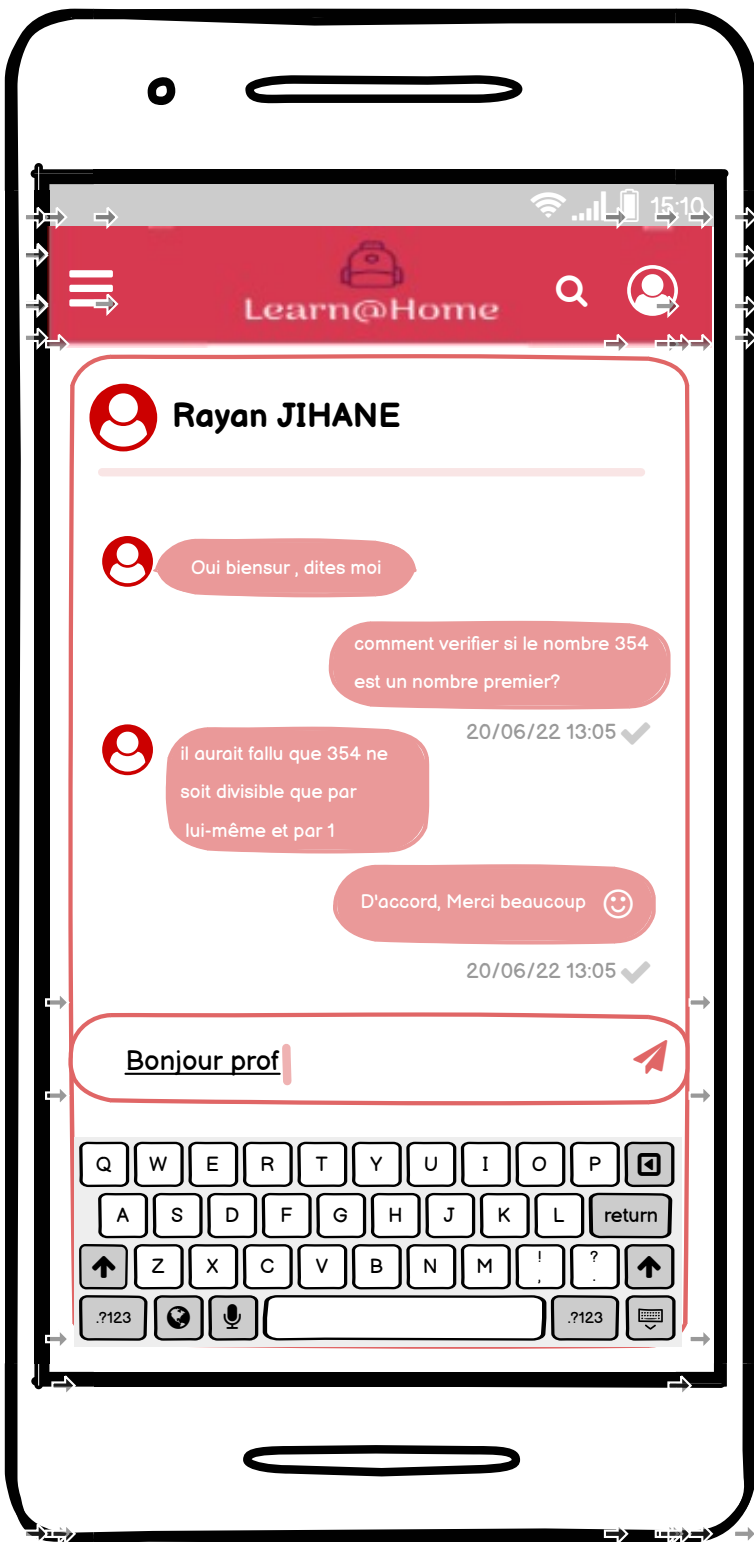 15:10
Learn@Home
Rayan JIHANE
Oui biensur , dites moi
comment verifier si le nombre 354
est un nombre premier?
20/06/22 13:05
il aurait fallu que 354 ne
soit divisible que par
lui-même et par 1
D'accord, Merci beaucoup
20/06/22 13:05
Bonjour prof
Q W E R T Y U I O P
A S D F G H J K L return
Z X C V B N M ! , ? .
.?123 .?123